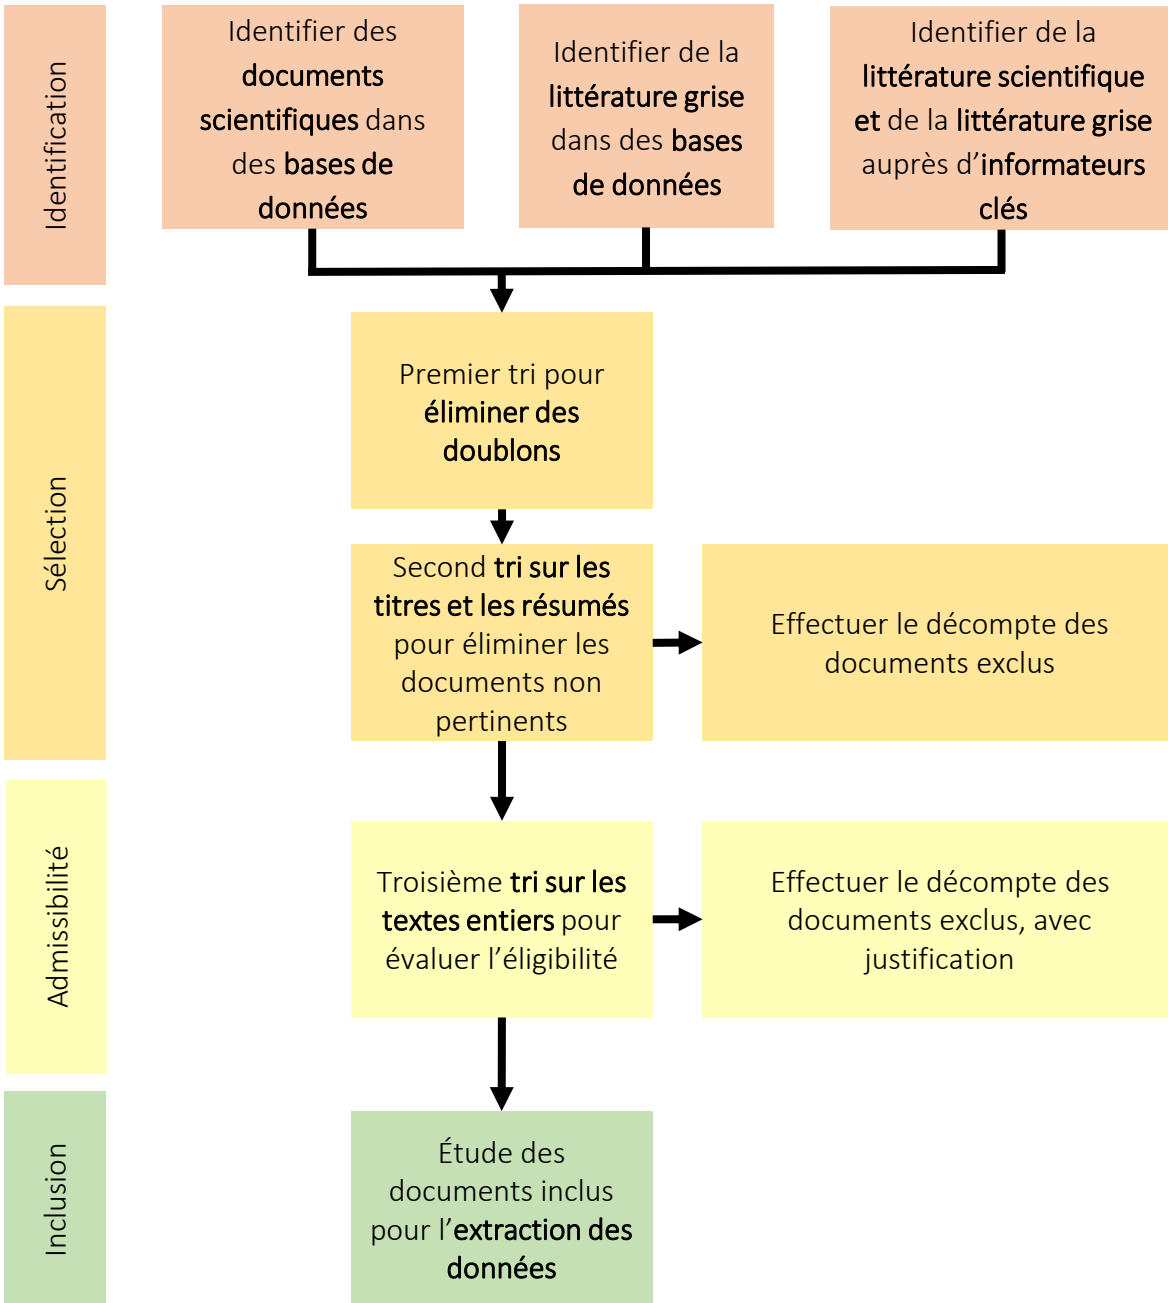 Identification
Identifier des
documents
scientifiques dans
des bases de
données
Identifier de la
littérature grise
dans des bases
de données
Identifier de la
littérature scientifique
et de la littérature grise
auprès d’informateurs
clés
Sélection
Premier tri pour
éliminer des
doublons
Second tri sur les
titres et les résumés
pour éliminer les
documents non
pertinents
Effectuer le décompte des
documents exclus
Admissibilité
Troisième tri sur les
textes entiers pour
évaluer l’éligibilité
Effectuer le décompte des
documents exclus, avec
justification
Inclusion
Étude des
documents inclus
pour l’extraction des
données